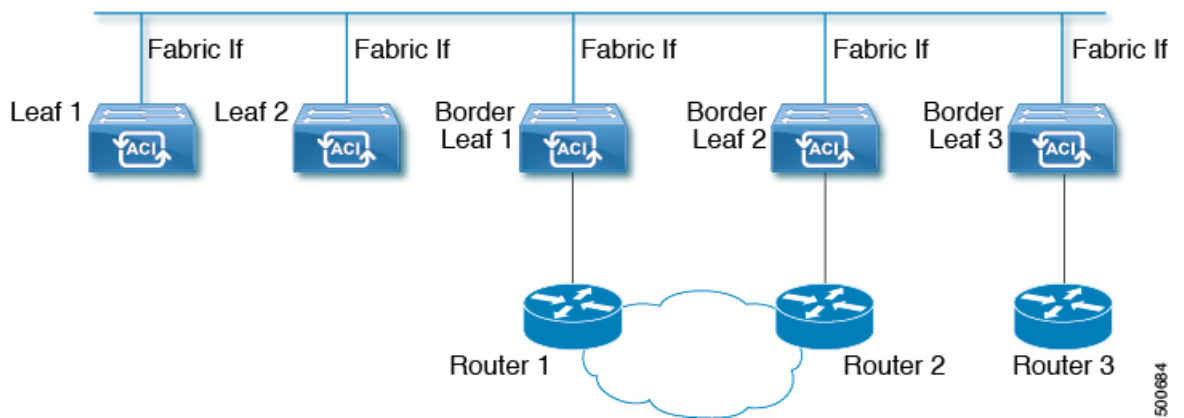 Fabric If
Fabric If
Fabric If
Fabric If
Fabric If
Leaf 1
Leaf 2
Border
Leaf 1
Border
Leaf 2
Border
Leaf 3
ACI
ACI
ACI
ACI
ACI
Router 1
Router 2
Router 3
500684